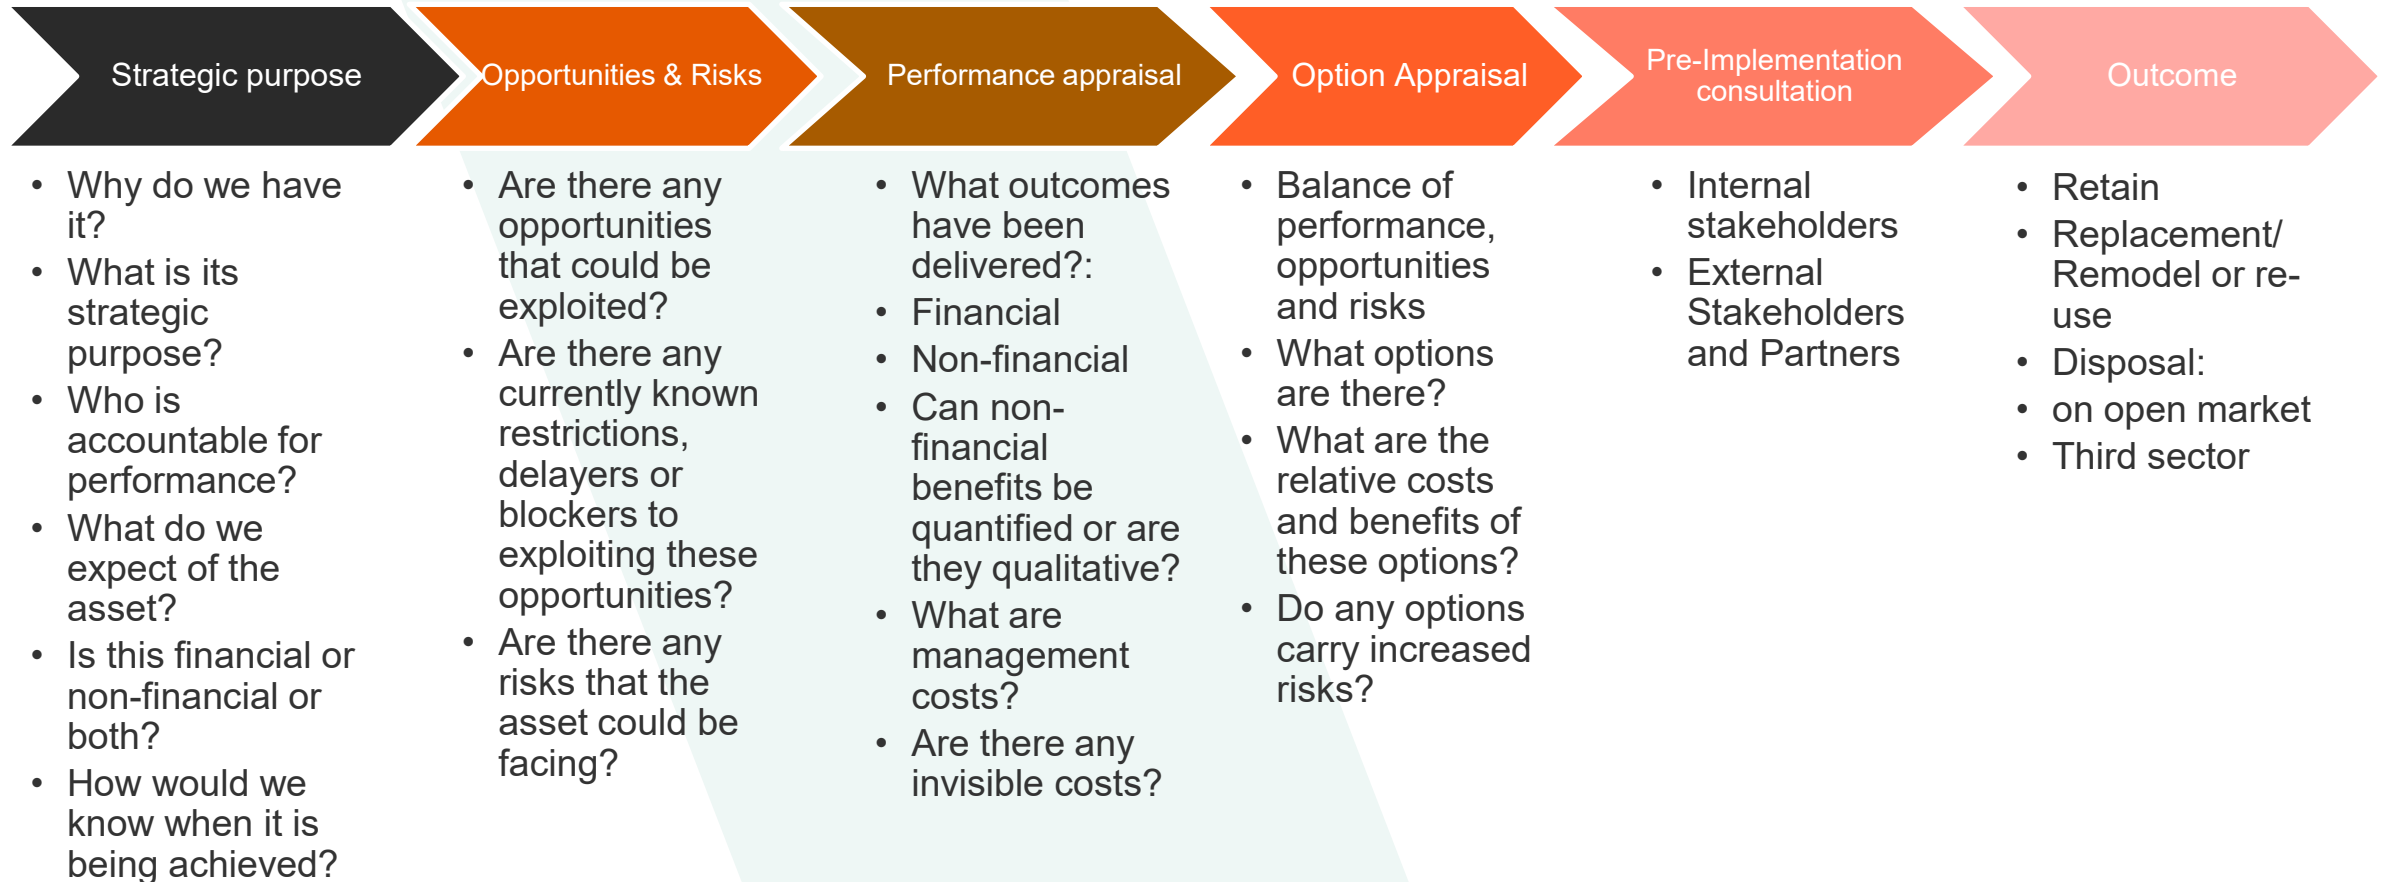 Strategic purpose
Opportunities & Risks
Performance appraisal
Option Appraisal
Pre-Implementation
consultation
Outcome
• Why do we have
it?
• What is its
strategic
purpose?
• Who is
accountable for
performance?
• What do we
expect of the
asset?
• Is this financial or
non-financial or
both?
• How would we
know when it is
being achieved?
• Are there any
opportunities
that could be
exploited?
• Are there any
currently known
restrictions,
delayers or
blockers to
exploiting these
opportunities?
• Are there any
risks that the
asset could be
facing?
• What outcomes
have been
delivered?:
• Financial
• Non-financial
• Can non-
financial
benefits be
quantified or are
they qualitative?
• What are
management
costs?
• Are there any
invisible costs?
• Balance of
performance,
opportunities
and risks
• What options
are there?
• What are the
relative costs
and benefits of
these options?
• Do any options
carry increased
risks?
• Internal
stakeholders
• External
Stakeholders
and Partners
• Retain
• Replacement/
Remodel or re-
use
• Disposal:
• on open market
• Third sector